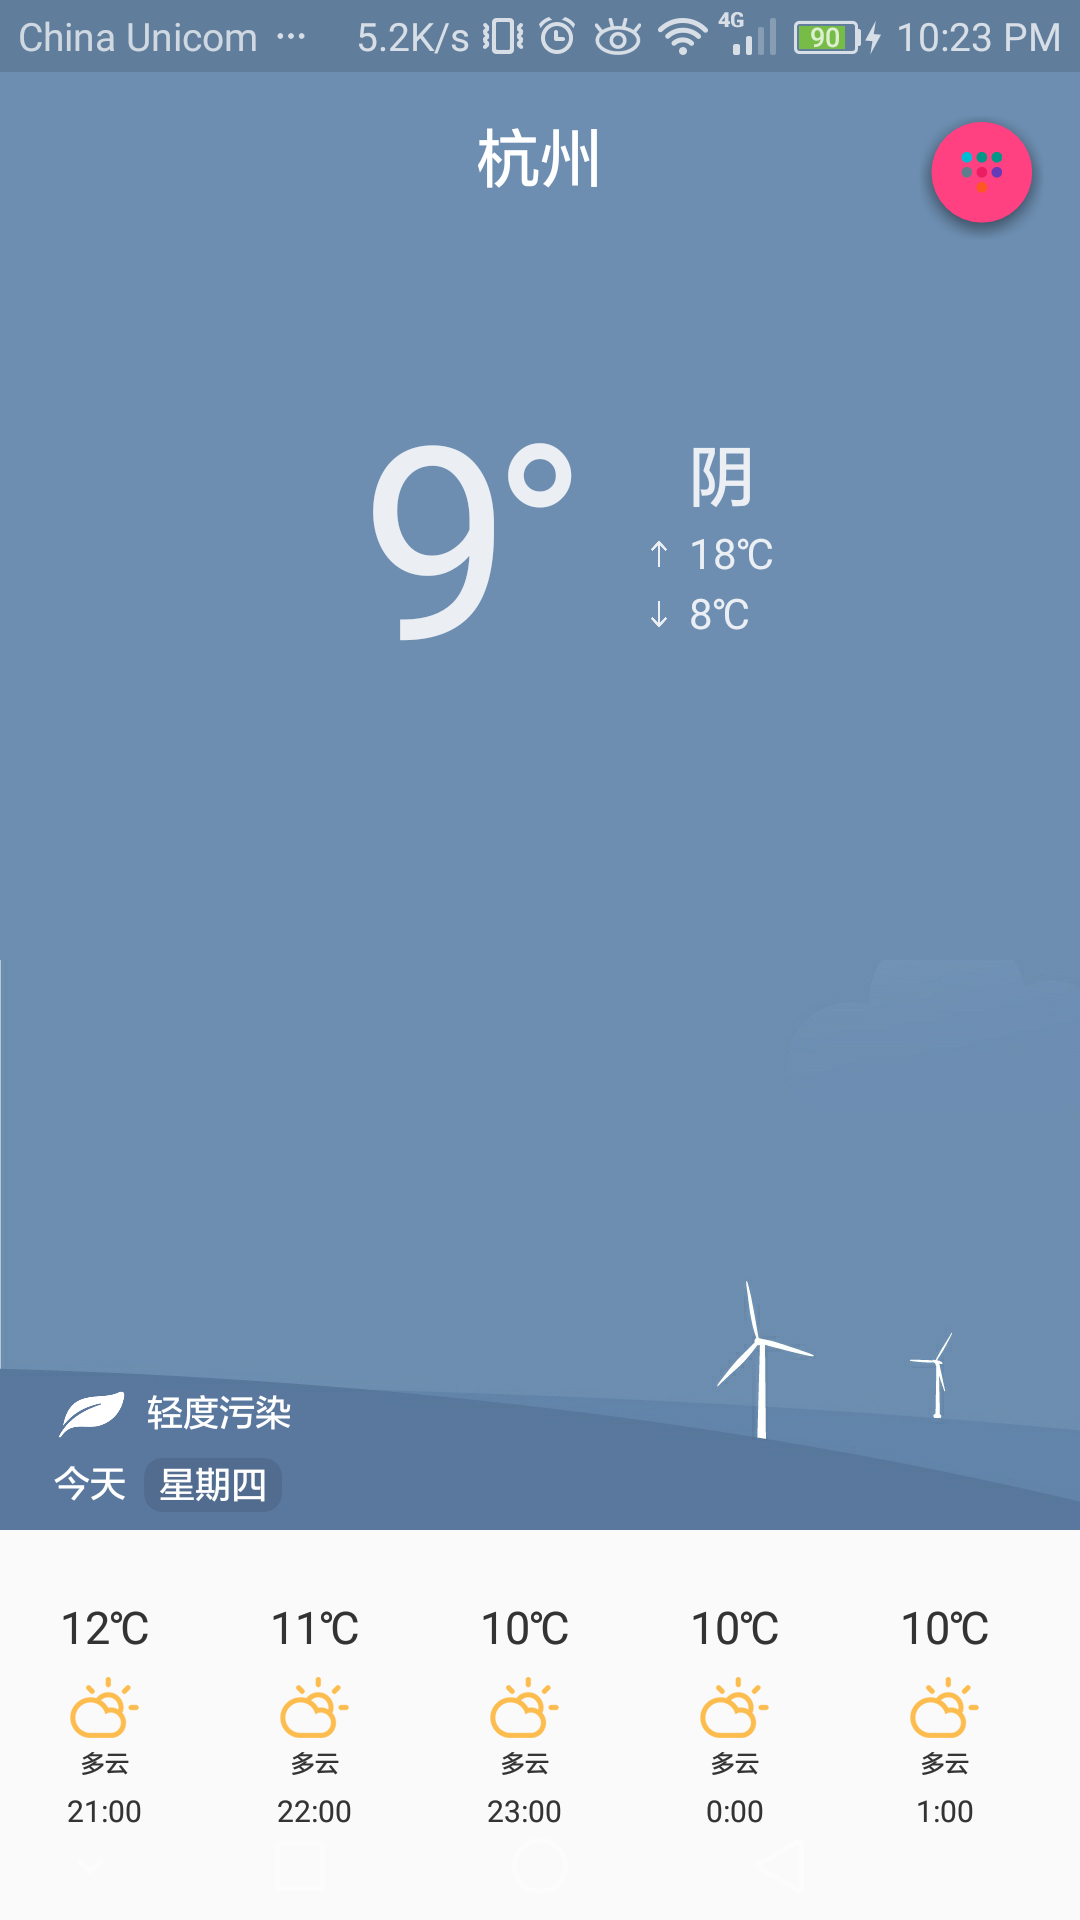 China Unicom ··· 5.2K/s 4G 90 10:23 PM
杭州
9° 阴
↑ 18℃
↓ 8℃
轻度污染
今天 星期四
12℃ 11℃ 10℃ 10℃ 10℃
多云 多云 多云 多云 多云
21:00 22:00 23:00 0:00 1:00